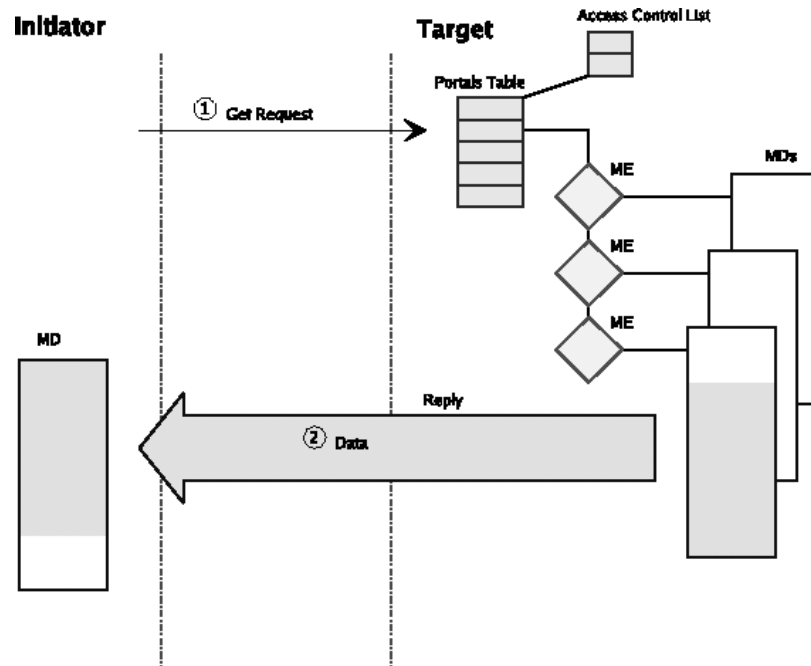 Initiator
Target
Access Control List
Portals Table
① Get Request
ME
MDs
ME
ME
MD
Reply
② Data